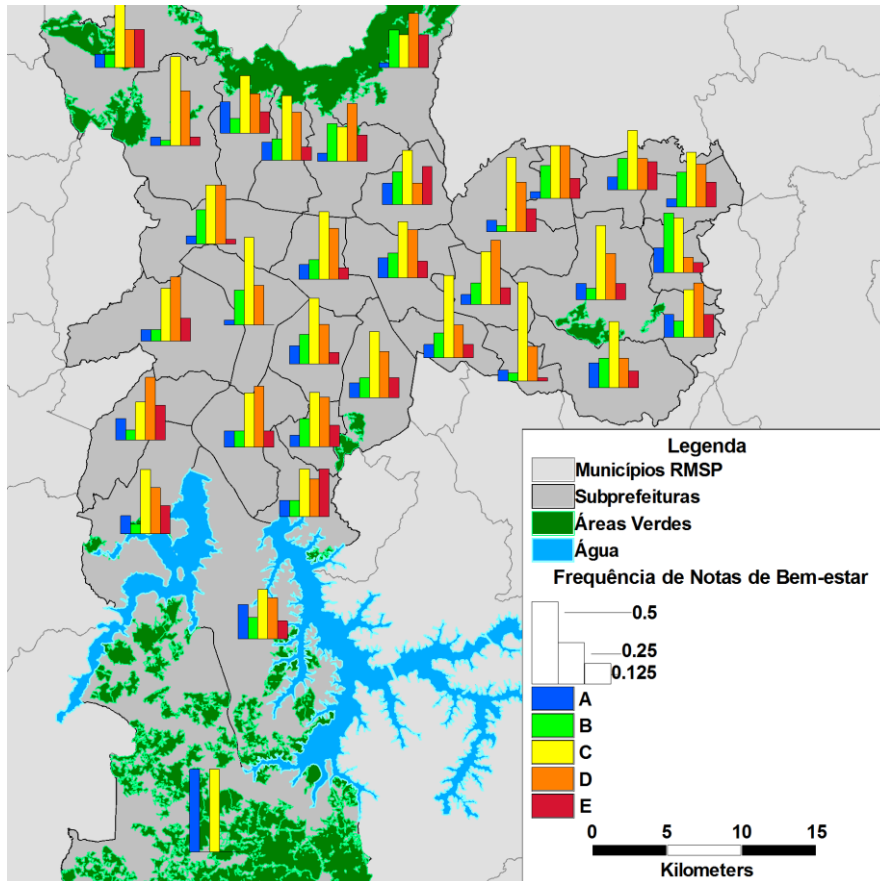 Legenda
Municípios RMSP
Subprefeituras
Áreas Verdes
Água
Frequência de Notas de Bem-estar
0.5
0.25
0.125
A
B
C
D
E
0 5 10 15
Kilometers